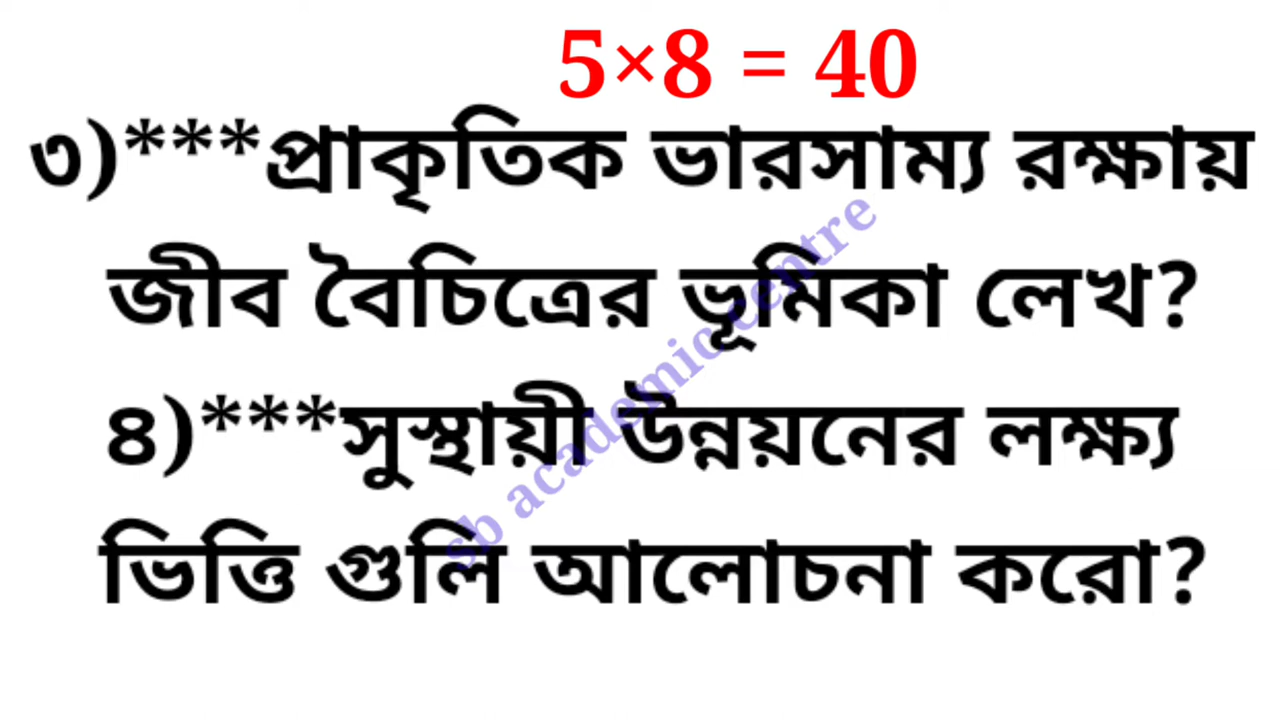 5×8 = 40
৩)***প্রাকৃতিক ভারসাম্য রক্ষায়
জীব বৈচিত্রের ভূমিকা লেখ?
৪)***সুস্থায়ী উন্নয়নের লক্ষ্য
ভিত্তি গুলি আলোচনা করো?
sb academic centre